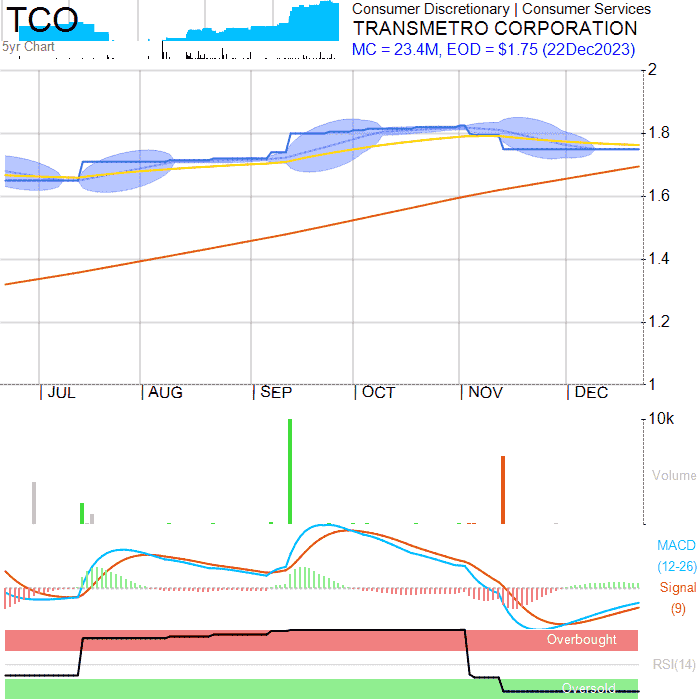 TCO
5yr Chart
Consumer Discretionary | Consumer Services
TRANSMETRO CORPORATION
MC = 23.4M, EOD = $1.75 (22Dec2023)
2
1.8
1.6
1.4
1.2
1
JUL AUG SEP OCT NOV DEC
10k
Volume
MACD
(12-26)
Signal
(9)
Overbought
RSI(14)
Oversold